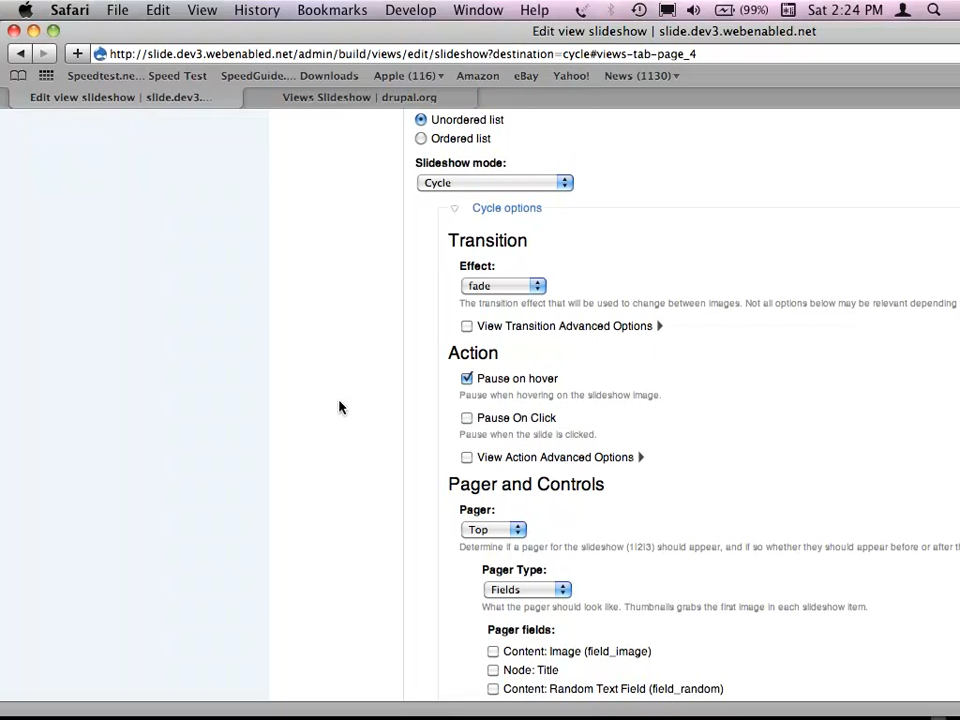 Safari File Edit View History Bookmarks Develop Window Help (99%) Sat 2:24 PM
Edit view slideshow | slide.dev3.webenabled.net
http://slide.dev3.webenabled.net/admin/build/views/edit/slideshow?destination=cycle#views-tab-page_4
Speedtest.ne... Speed Test SpeedGuide.... Downloads Apple (116) Amazon eBay Yahoo! News (1130)
Edit view slideshow | slide.dev3.... Views Slideshow | drupal.org
Unordered list
Ordered list
Slideshow mode:
Cycle
Cycle options
Transition
Effect:
fade
The transition effect that will be used to change between images. Not all options below may be relevant depending
View Transition Advanced Options
Action
Pause on hover
Pause when hovering on the slideshow image.
Pause On Click
Pause when the slide is clicked.
View Action Advanced Options
Pager and Controls
Pager:
Top
Determine if a pager for the slideshow (1|2|3) should appear, and if so whether they should appear before or after
Pager Type:
Fields
What the pager should look like. Thumbnails grabs the first image in each slideshow item.
Pager fields:
Content: Image (field_image)
Node: Title
Content: Random Text Field (field_random)